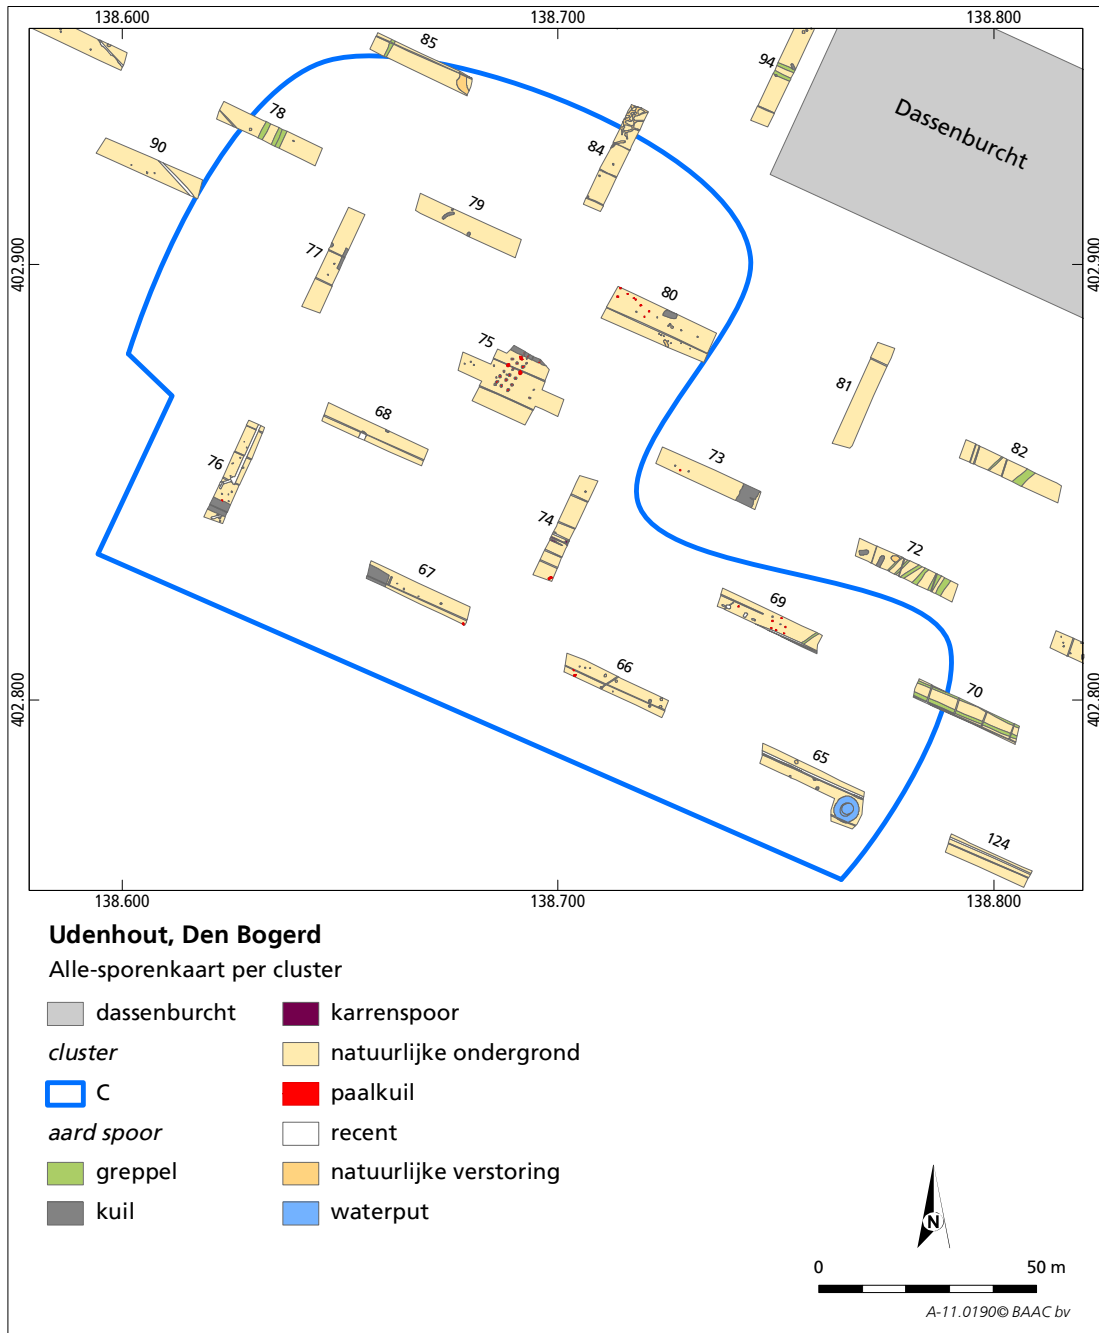 138.600 138.700 138.800
85
94
78
Dassenburcht
90
84
79
402.900 402.900
77
80
75
81
68
82
76
73
74
72
67
69
66
402.800 402.800
70
65
124
138.600 138.700 138.800
Udenhout, Den Bogerd
Alle-sporenkaart per cluster
dassenburcht
cluster
C
aard spoor
greppel
kuil
karrenspoor
natuurlijke ondergrond
paalkuil
recent
natuurlijke verstoring
waterput
N
0 50 m
A-11.0190© BAAC bv